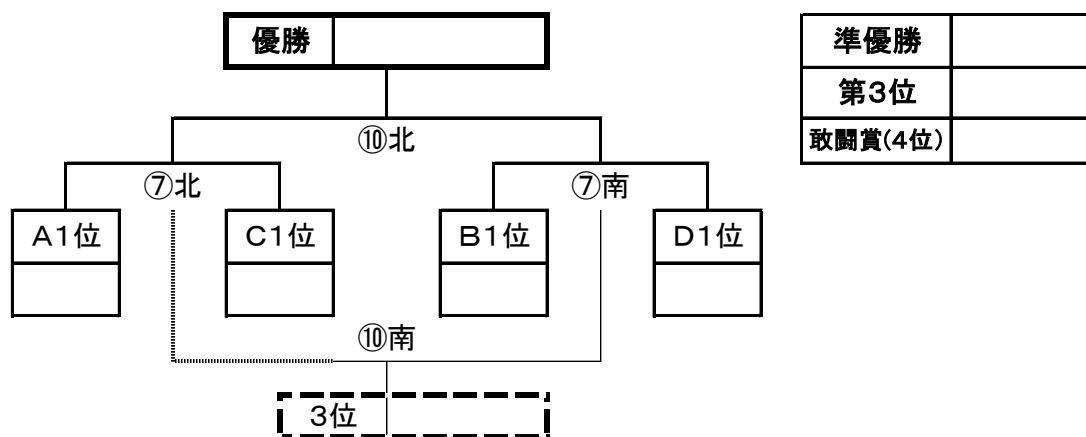 優勝
準優勝
第3位
敢闘賞(4位)
⑩北
⑦北
⑦南
A1位
C1位
B1位
D1位
⑩南
3位